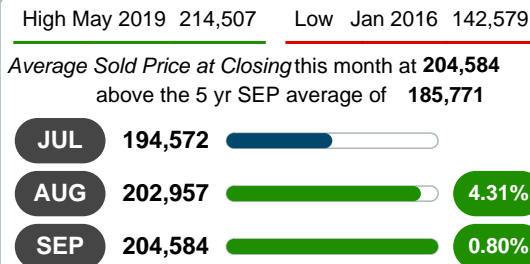 High May 2019 214,507 Low Jan 2016 142,579
Average Sold Price at Closing this month at 204,584
above the 5 yr SEP average of 185,771
JUL 194,572
AUG 202,957 4.31%
SEP 204,584 0.80%